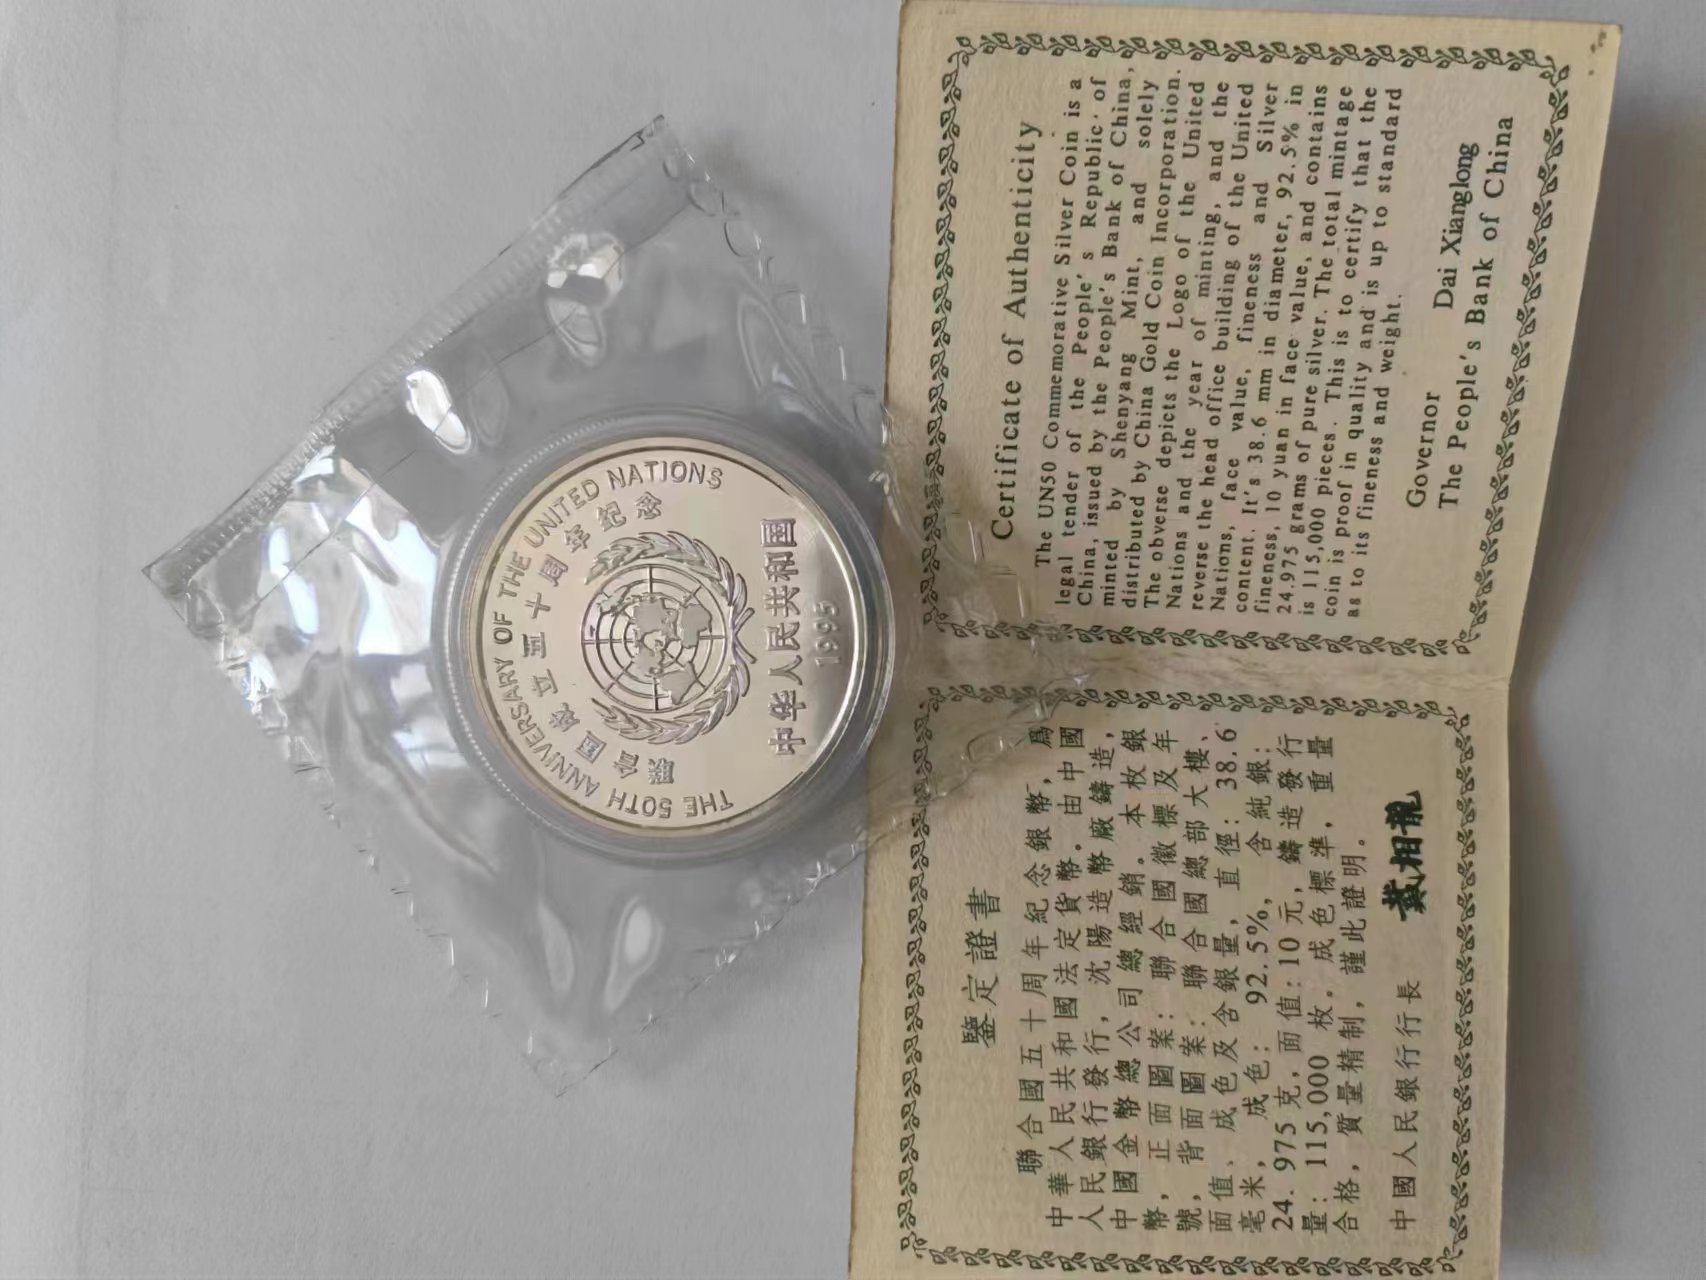 THE 50TH ANNIVERSARY OF THE UNITED NATIONS
联合国成立五十周年纪念
中华人民共和国
1995
鑒定證書
聯合國五十周年紀念銀幣，爲
中華人民共和國法定貨幣。由中國
人民銀行發行，沈陽造幣廠鑄造，
中國金幣總公司總經銷。本枚銀
幣，正面圖案：聯合國徽標及年
號，背面圖案：聯合國總部大樓、
面值、成色及含銀量，直徑：38.6
毫米，成色：92.5%，含純銀：
24.975克，面值：10元，鑄造發行
量：115,000枚。成色標準，重量
合格，質量精制，謹此證明。
中國人民銀行行長 戴相龍
Certificate of Authenticity
The UN50 Commemorative Silver Coin is a
legal tender of the People's Republic of
China, issued by the People's Bank of China,
minted by Shenyang Mint, and solely
distributed by China Gold Coin Incorporation.
The obverse depicts the Logo of the United
Nations and the year of minting, and the
reverse the head office building of the United
Nations, face value, fineness and Silver
content. It's 38.6 mm in diameter, 92.5% in
fineness, 10 yuan in face value, and contains
24.975 grams of pure silver. The total mintage
is 115,000 pieces. This is to certify that the
coin is proof in quality and is up to standard
as to its fineness and weight.
Governor Dai Xianglong
The People's Bank of China